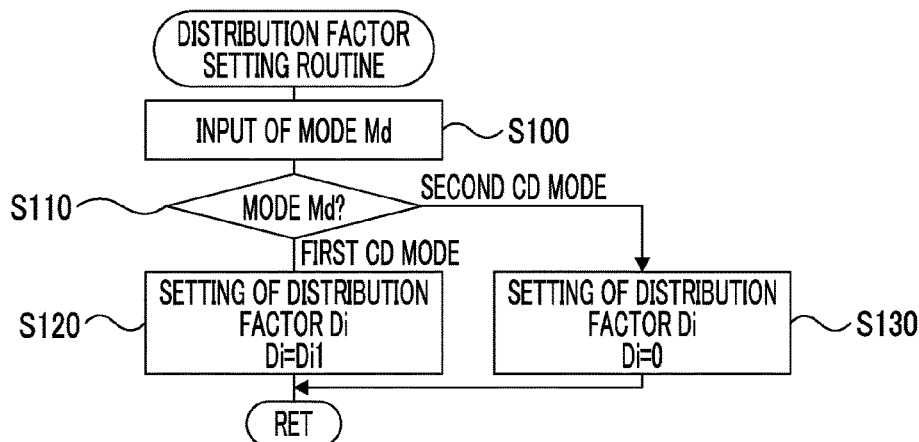 DISTRIBUTION FACTOR
SETTING ROUTINE
INPUT OF MODE Md
S100
S110
MODE Md?
SECOND CD MODE
FIRST CD MODE
S120
SETTING OF DISTRIBUTION
FACTOR Di
Di=Di1
SETTING OF DISTRIBUTION
FACTOR Di
Di=0
S130
RET